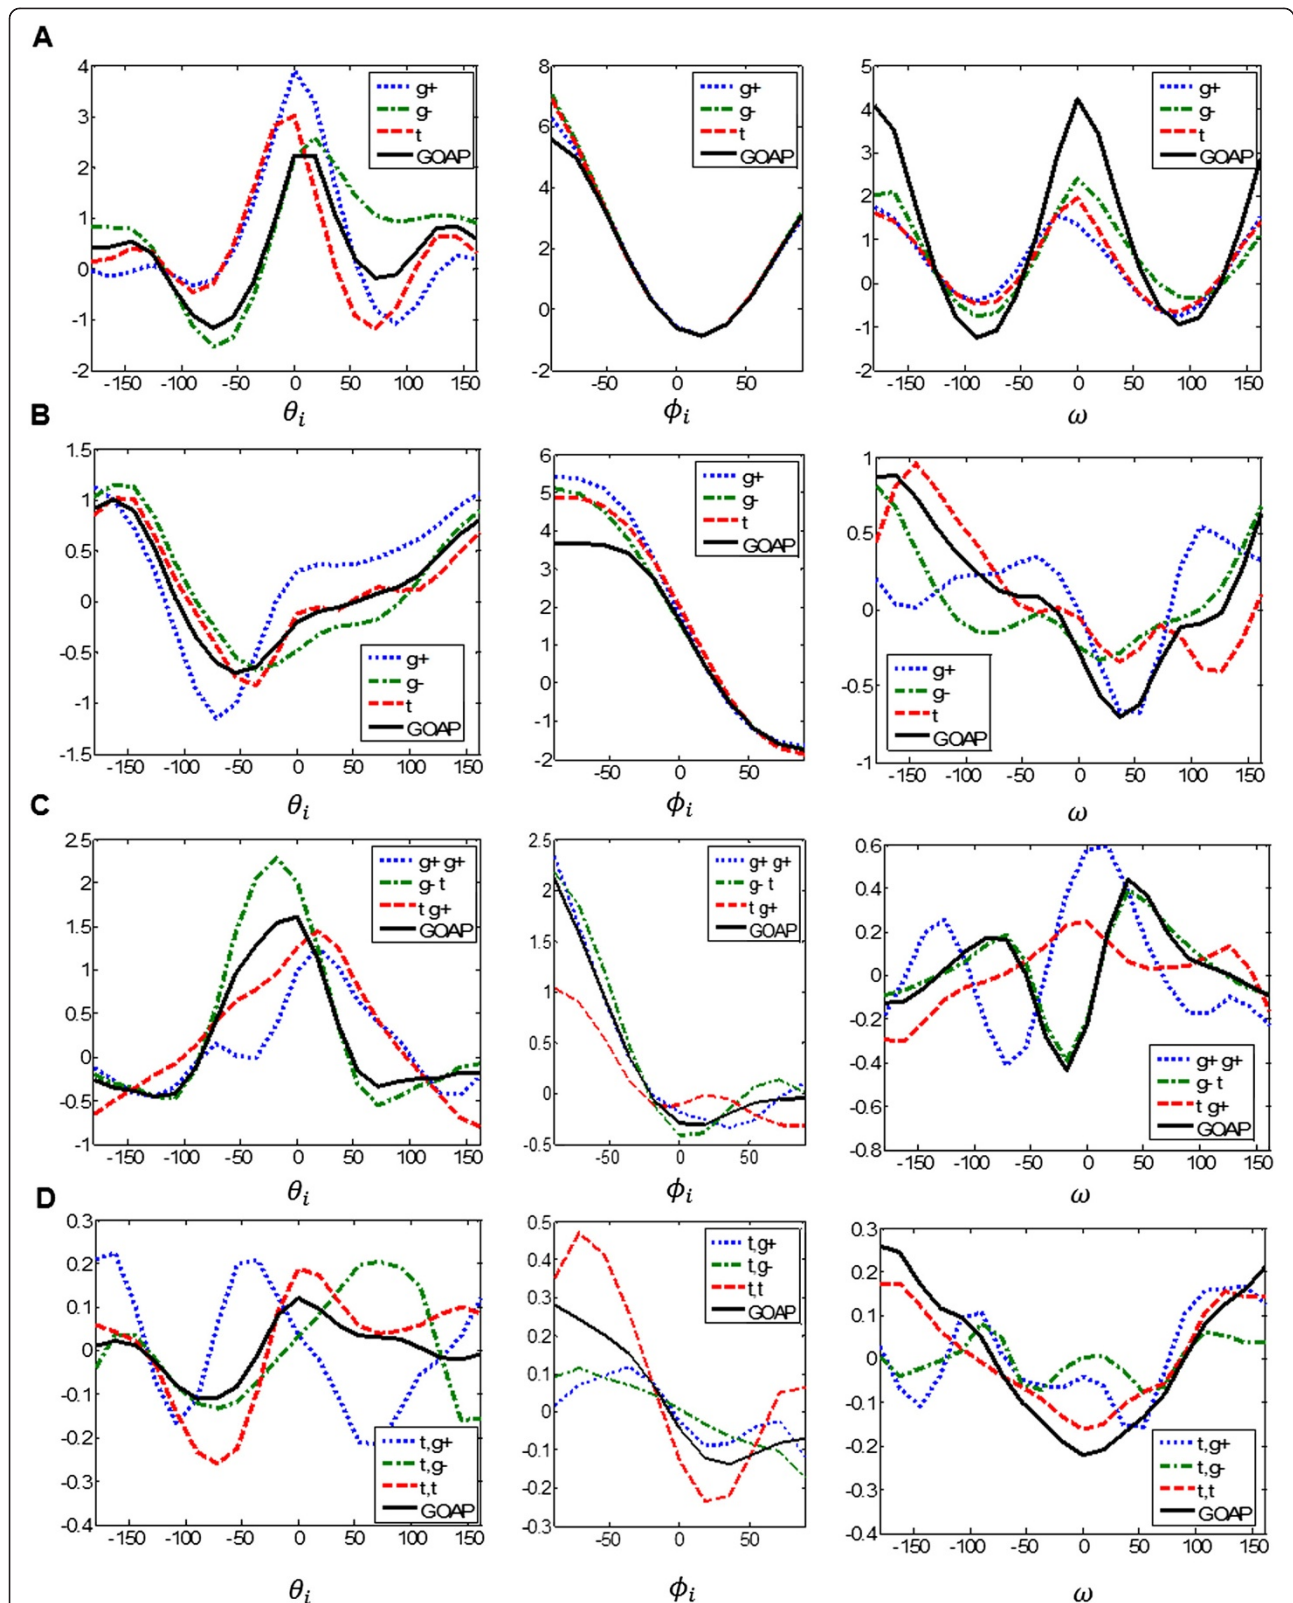 A
4
3
2
1
0
-1
-2
-150 -100 -50 0 50 100 150
θi
g+
g-
t
GOAP
8
6
4
2
0
-2
-50 0 50
ϕi
g+
g-
t
GOAP
5
4
3
2
1
0
-1
-2
-150 -100 -50 0 50 100 150
ω
g+
g-
t
GOAP
B
1.5
1
0.5
0
-0.5
-1
-1.5
-150 -100 -50 0 50 100 150
θi
g+
g-
t
GOAP
6
5
4
3
2
1
0
-1
-2
-50 0 50
ϕi
g+
g-
t
GOAP
1
0.5
0
-0.5
-1
-150 -100 -50 0 50 100 150
ω
g+
g-
t
GOAP
C
2.5
2
1.5
1
0.5
0
-0.5
-1
-150 -100 -50 0 50 100 150
θi
g+ g+
g- t
t g+
GOAP
2.5
2
1.5
1
0.5
0
-0.5
-50 0 50
ϕi
g+ g+
g- t
t g+
GOAP
0.6
0.4
0.2
0
-0.2
-0.4
-0.6
-0.8
-150 -100 -50 0 50 100 150
ω
g+ g+
g- t
t g+
GOAP
D
0.3
0.2
0.1
0
-0.1
-0.2
-0.3
-0.4
-150 -100 -50 0 50 100 150
θi
t,g+
t,g-
t,t
GOAP
0.5
0.4
0.3
0.2
0.1
0
-0.1
-0.2
-0.3
-50 0 50
ϕi
t,g+
t,g-
t,t
GOAP
0.3
0.2
0.1
0
-0.1
-0.2
-0.3
-0.4
-150 -100 -50 0 50 100 150
ω
t,g+
t,g-
t,t
GOAP